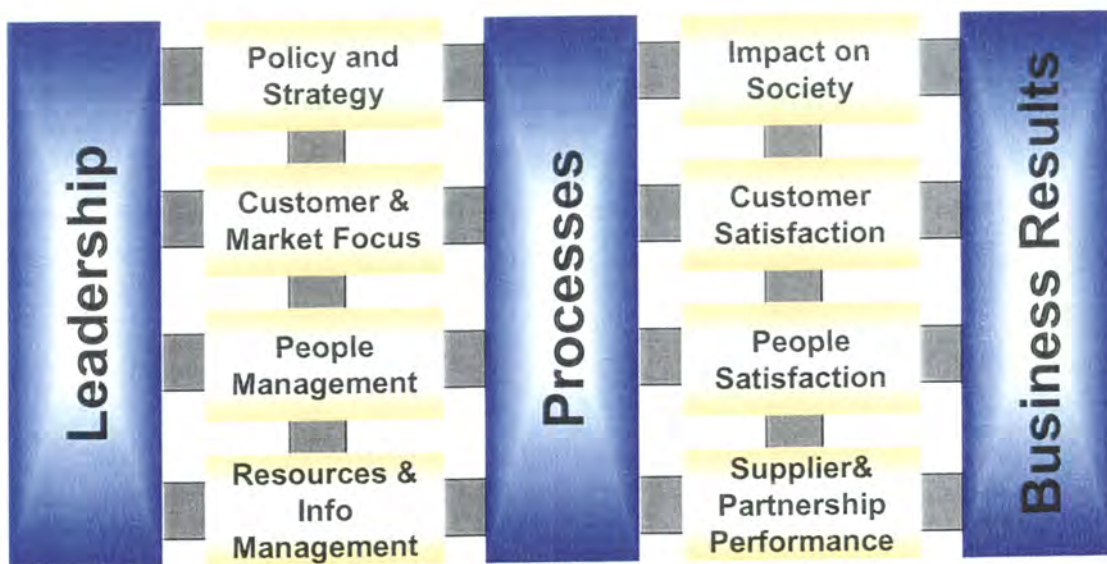 Leadership
Policy and
Strategy
Customer &
Market Focus
People
Management
Resources &
Info
Management
Processes
Impact on
Society
Customer
Satisfaction
People
Satisfaction
Supplier&
Partnership
Performance
Business Results